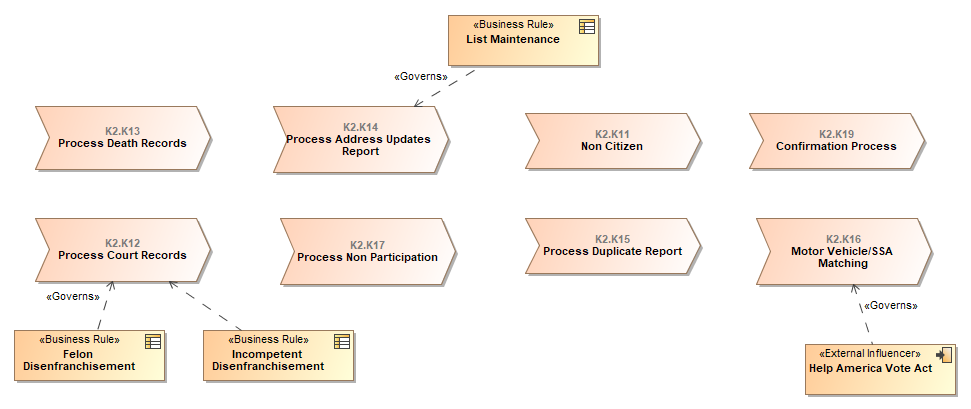 «Business Rule»
List Maintenance
«Governs»
K2.K13
Process Death Records
K2.K14
Process Address Updates
Report
K2.K11
Non Citizen
K2.K19
Confirmation Process
K2.K12
Process Court Records
K2.K17
Process Non Participation
K2.K15
Process Duplicate Report
K2.K16
Motor Vehicle/SSA
Matching
«Governs»
«Governs»
«Business Rule»
Felon
Disenfranchisement
«Business Rule»
Incompetent
Disenfranchisement
«External Influencer»
Help America Vote Act